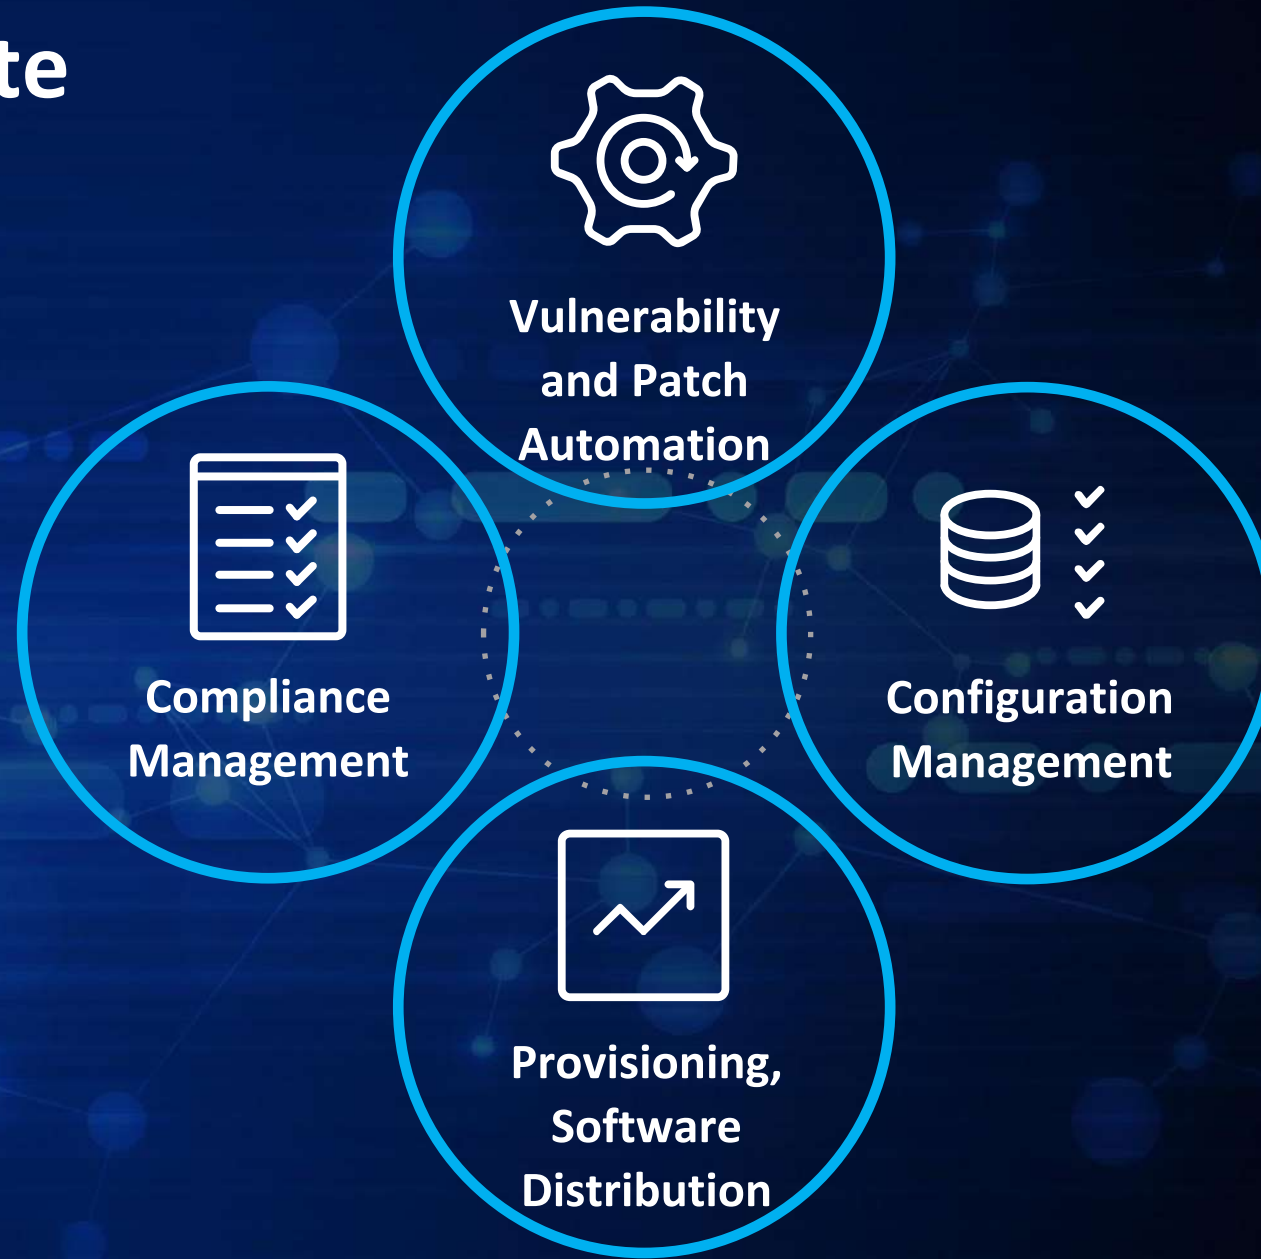 te
Vulnerability
and Patch
Automation
Compliance
Management
Configuration
Management
Provisioning,
Software
Distribution